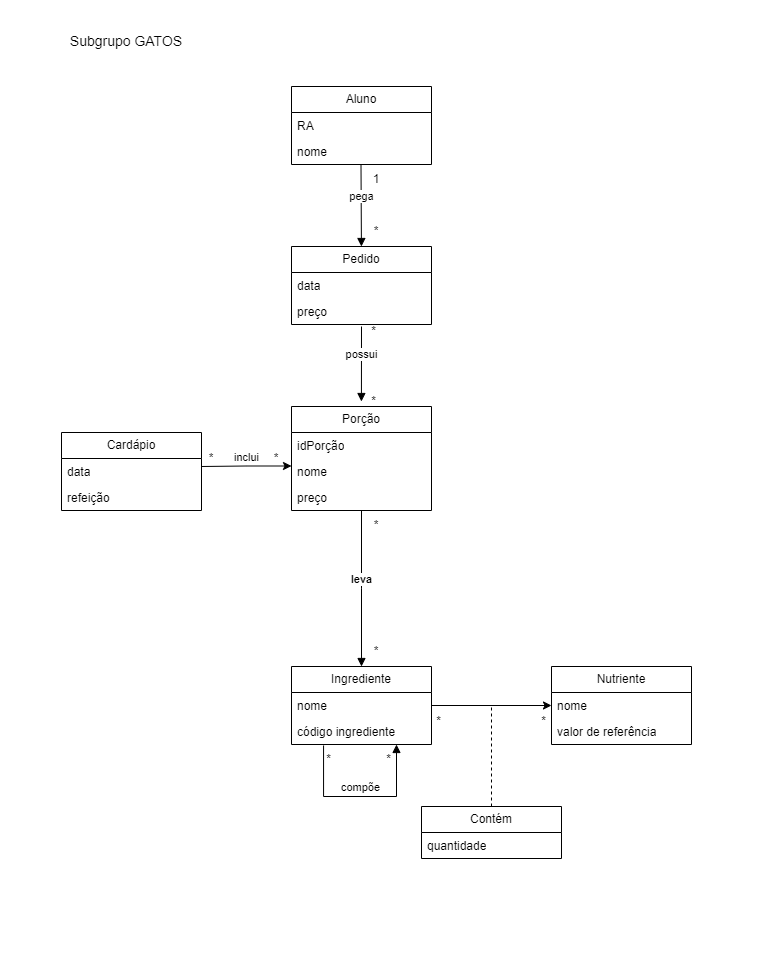 Subgrupo GATOS
Aluno
RA
nome
1
pega
*
Pedido
data
preço
*
possui
*
Porção
idPorção
nome
preço
Cardápio
data
refeição
* inclui *
*
leva
*
Ingrediente
nome
código ingrediente
* *
compõe
* *
Nutriente
nome
valor de referência
Contém
quantidade